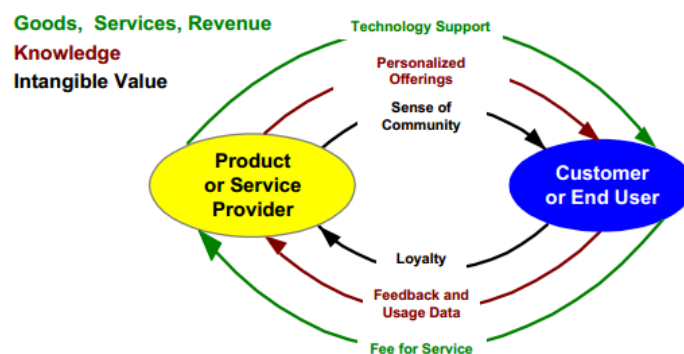 Goods, Services, Revenue
Knowledge
Intangible Value
Technology Support
Personalized
Offerings
Sense of
Community
Product
or Service
Provider
Customer
or End User
Loyalty
Feedback and
Usage Data
Fee for Service